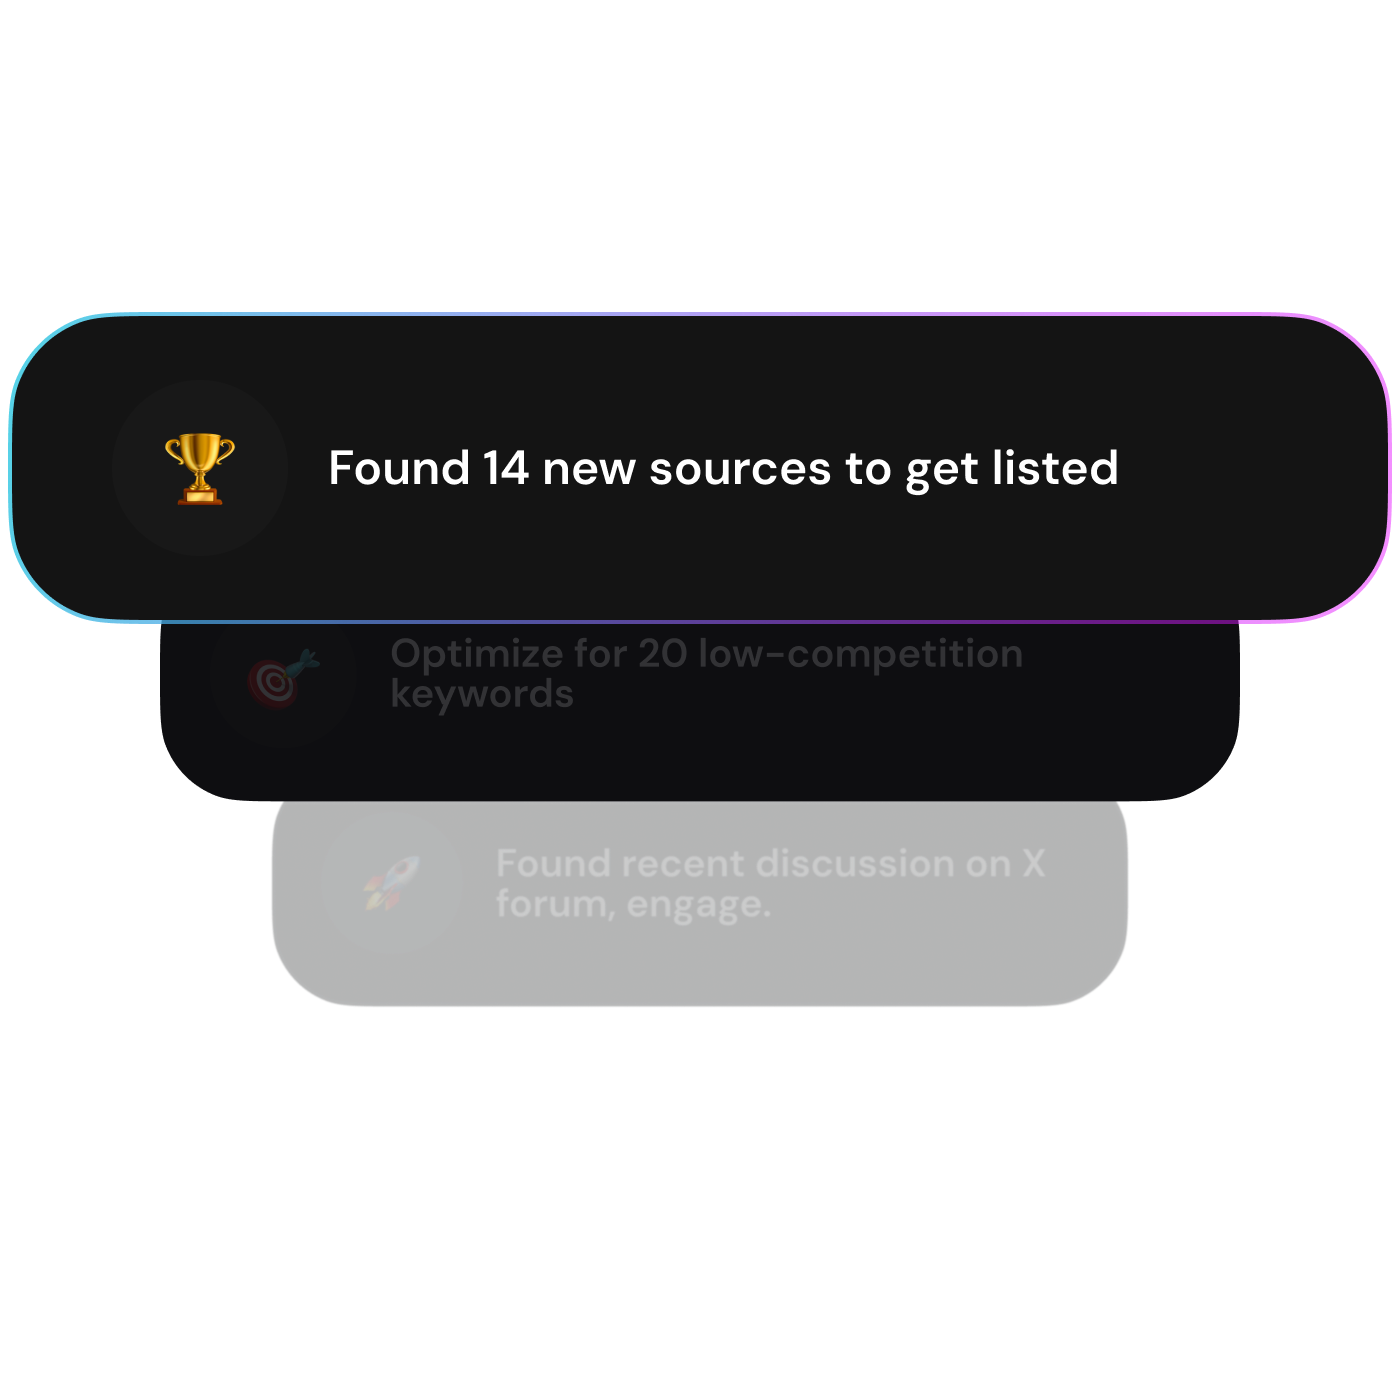 Found 14 new sources to get listed
Optimize for 20 low-competition
keywords
Found recent discussion on X
forum, engage.